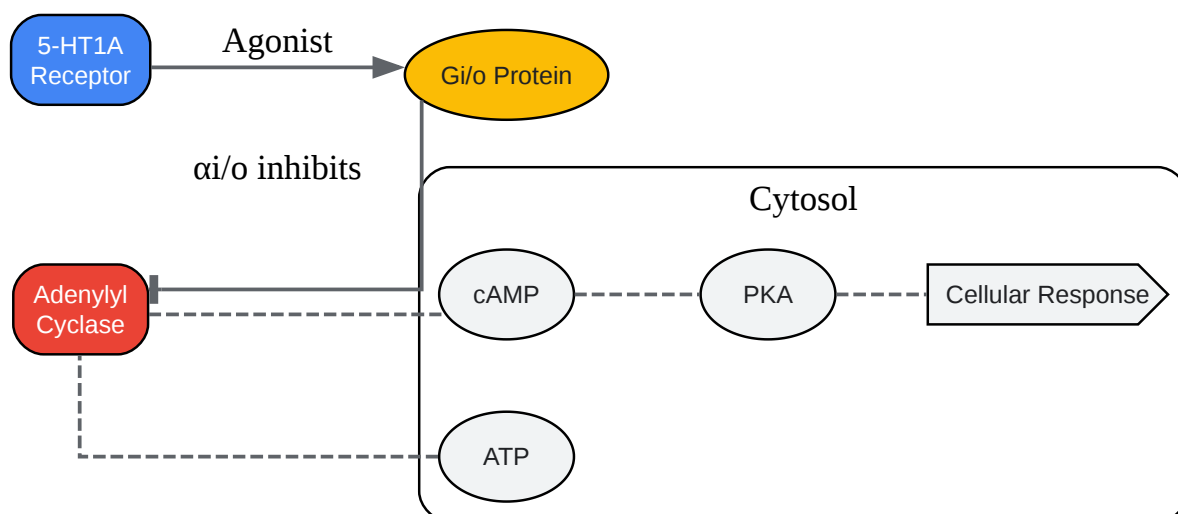 5-HT1A
Receptor
Agonist
Gi/o Protein
αi/o inhibits
Cytosol
Adenylyl
Cyclase
cAMP
PKA
Cellular Response
ATP